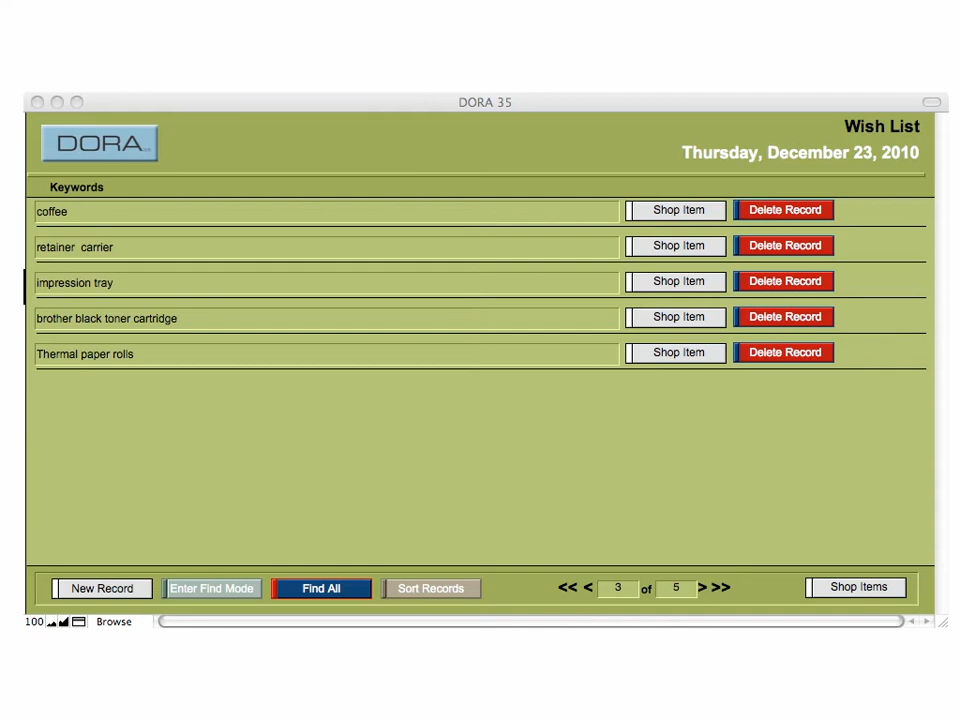 DORA 35
DORA
Wish List
Thursday, December 23, 2010
Keywords
coffee Shop Item Delete Record
retainer  carrier Shop Item Delete Record
impression tray Shop Item Delete Record
brother black toner cartridge Shop Item Delete Record
Thermal paper rolls Shop Item Delete Record
New Record Enter Find Mode Find All Sort Records << < 3 of 5 > >> Shop Items
100 Browse